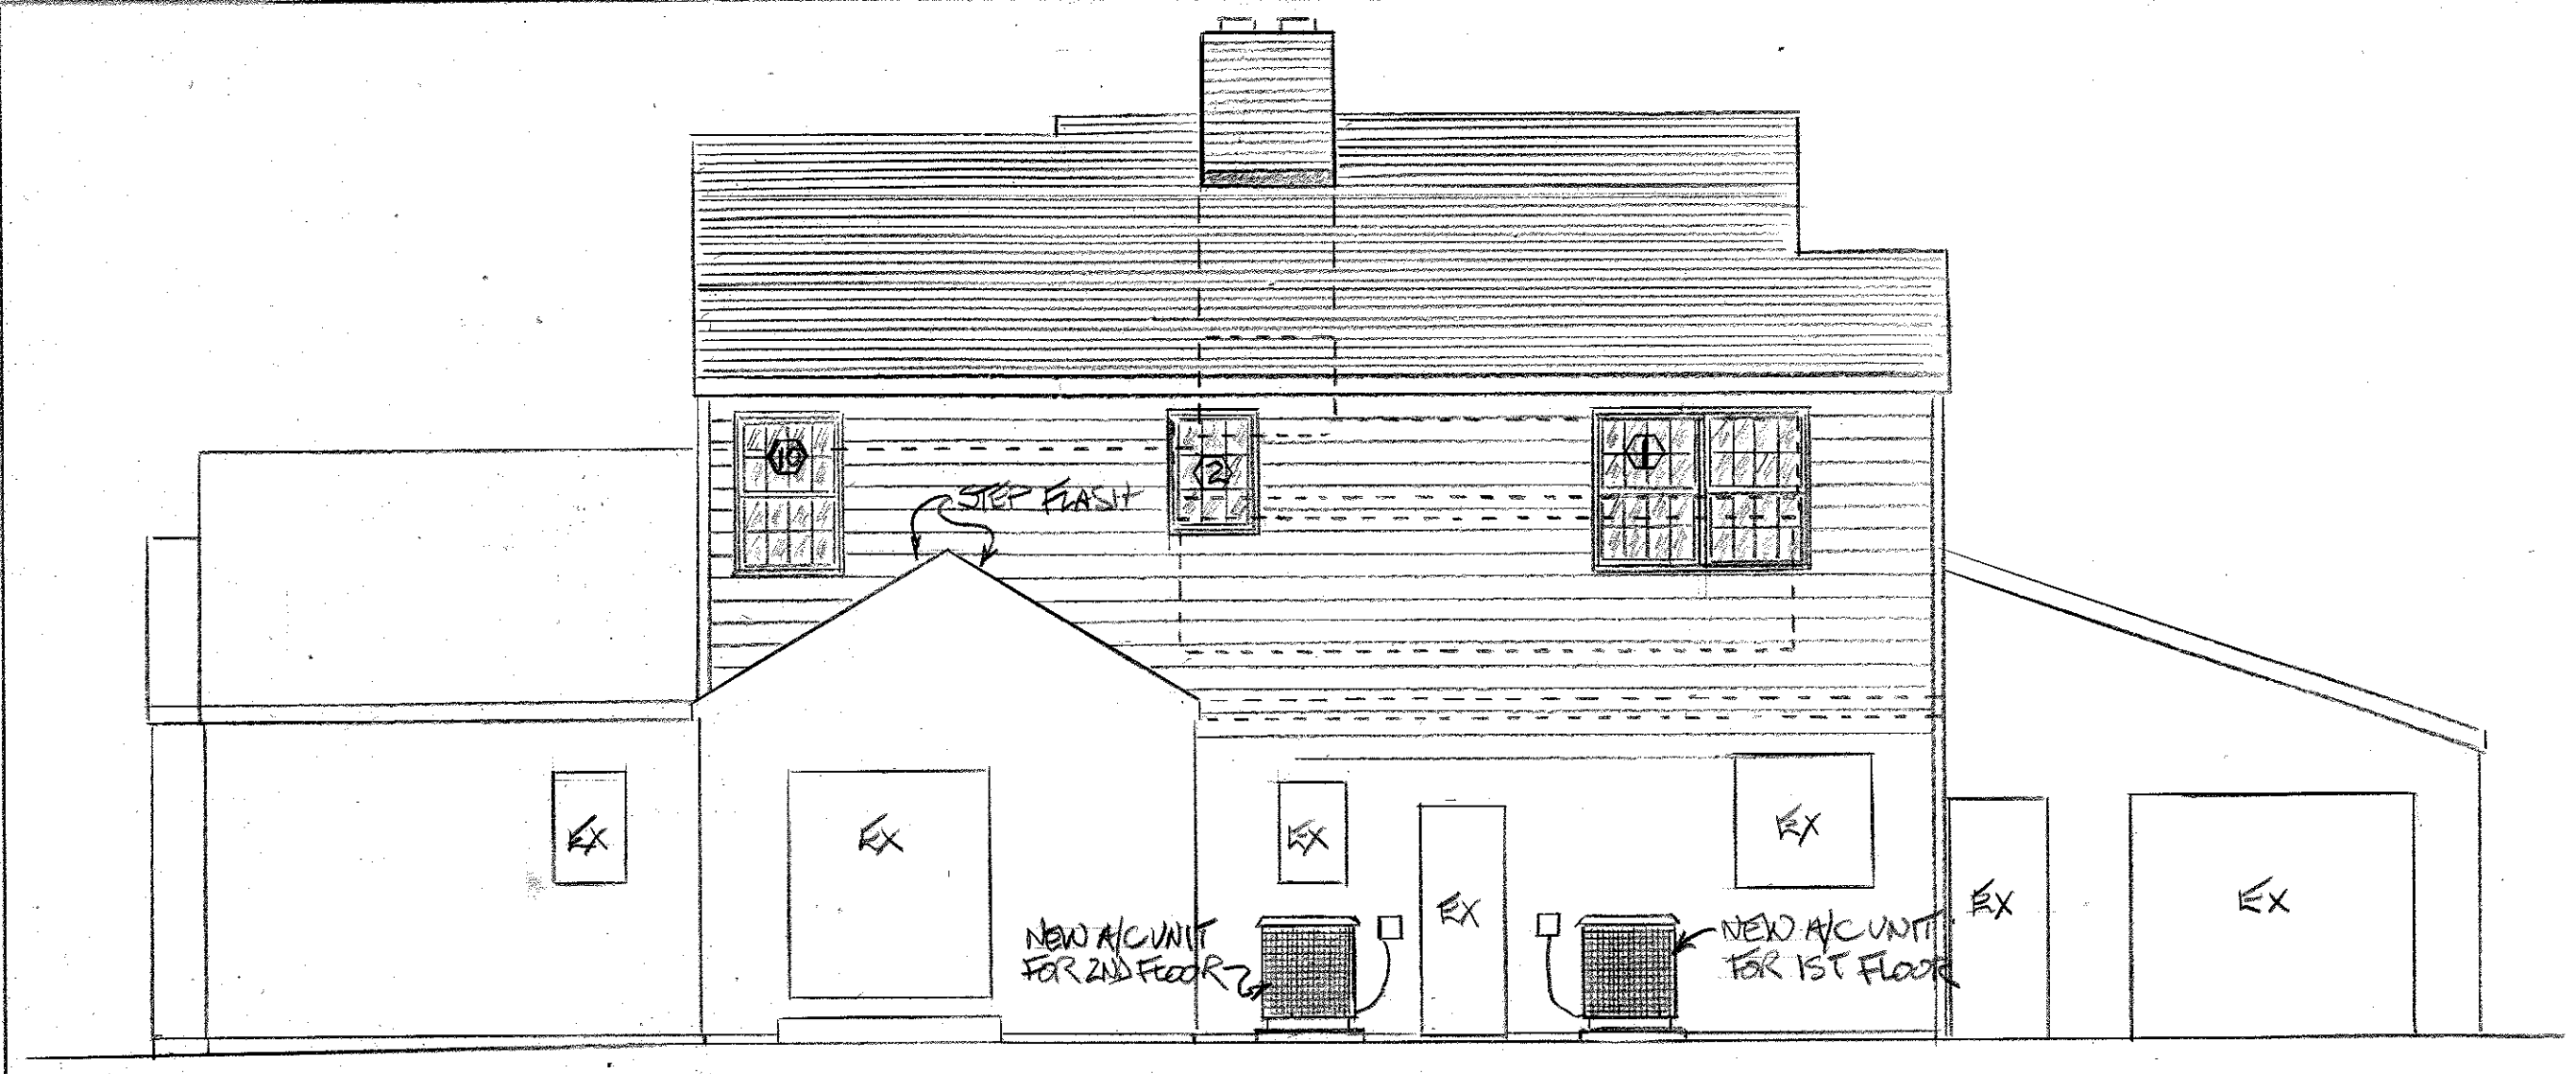 10
2
1
STEP FLASH
EX
EX
EX
EX
EX
EX
EX
NEW A/C UNIT
FOR 2ND FLOOR
NEW A/C UNIT
FOR 1ST FLOOR